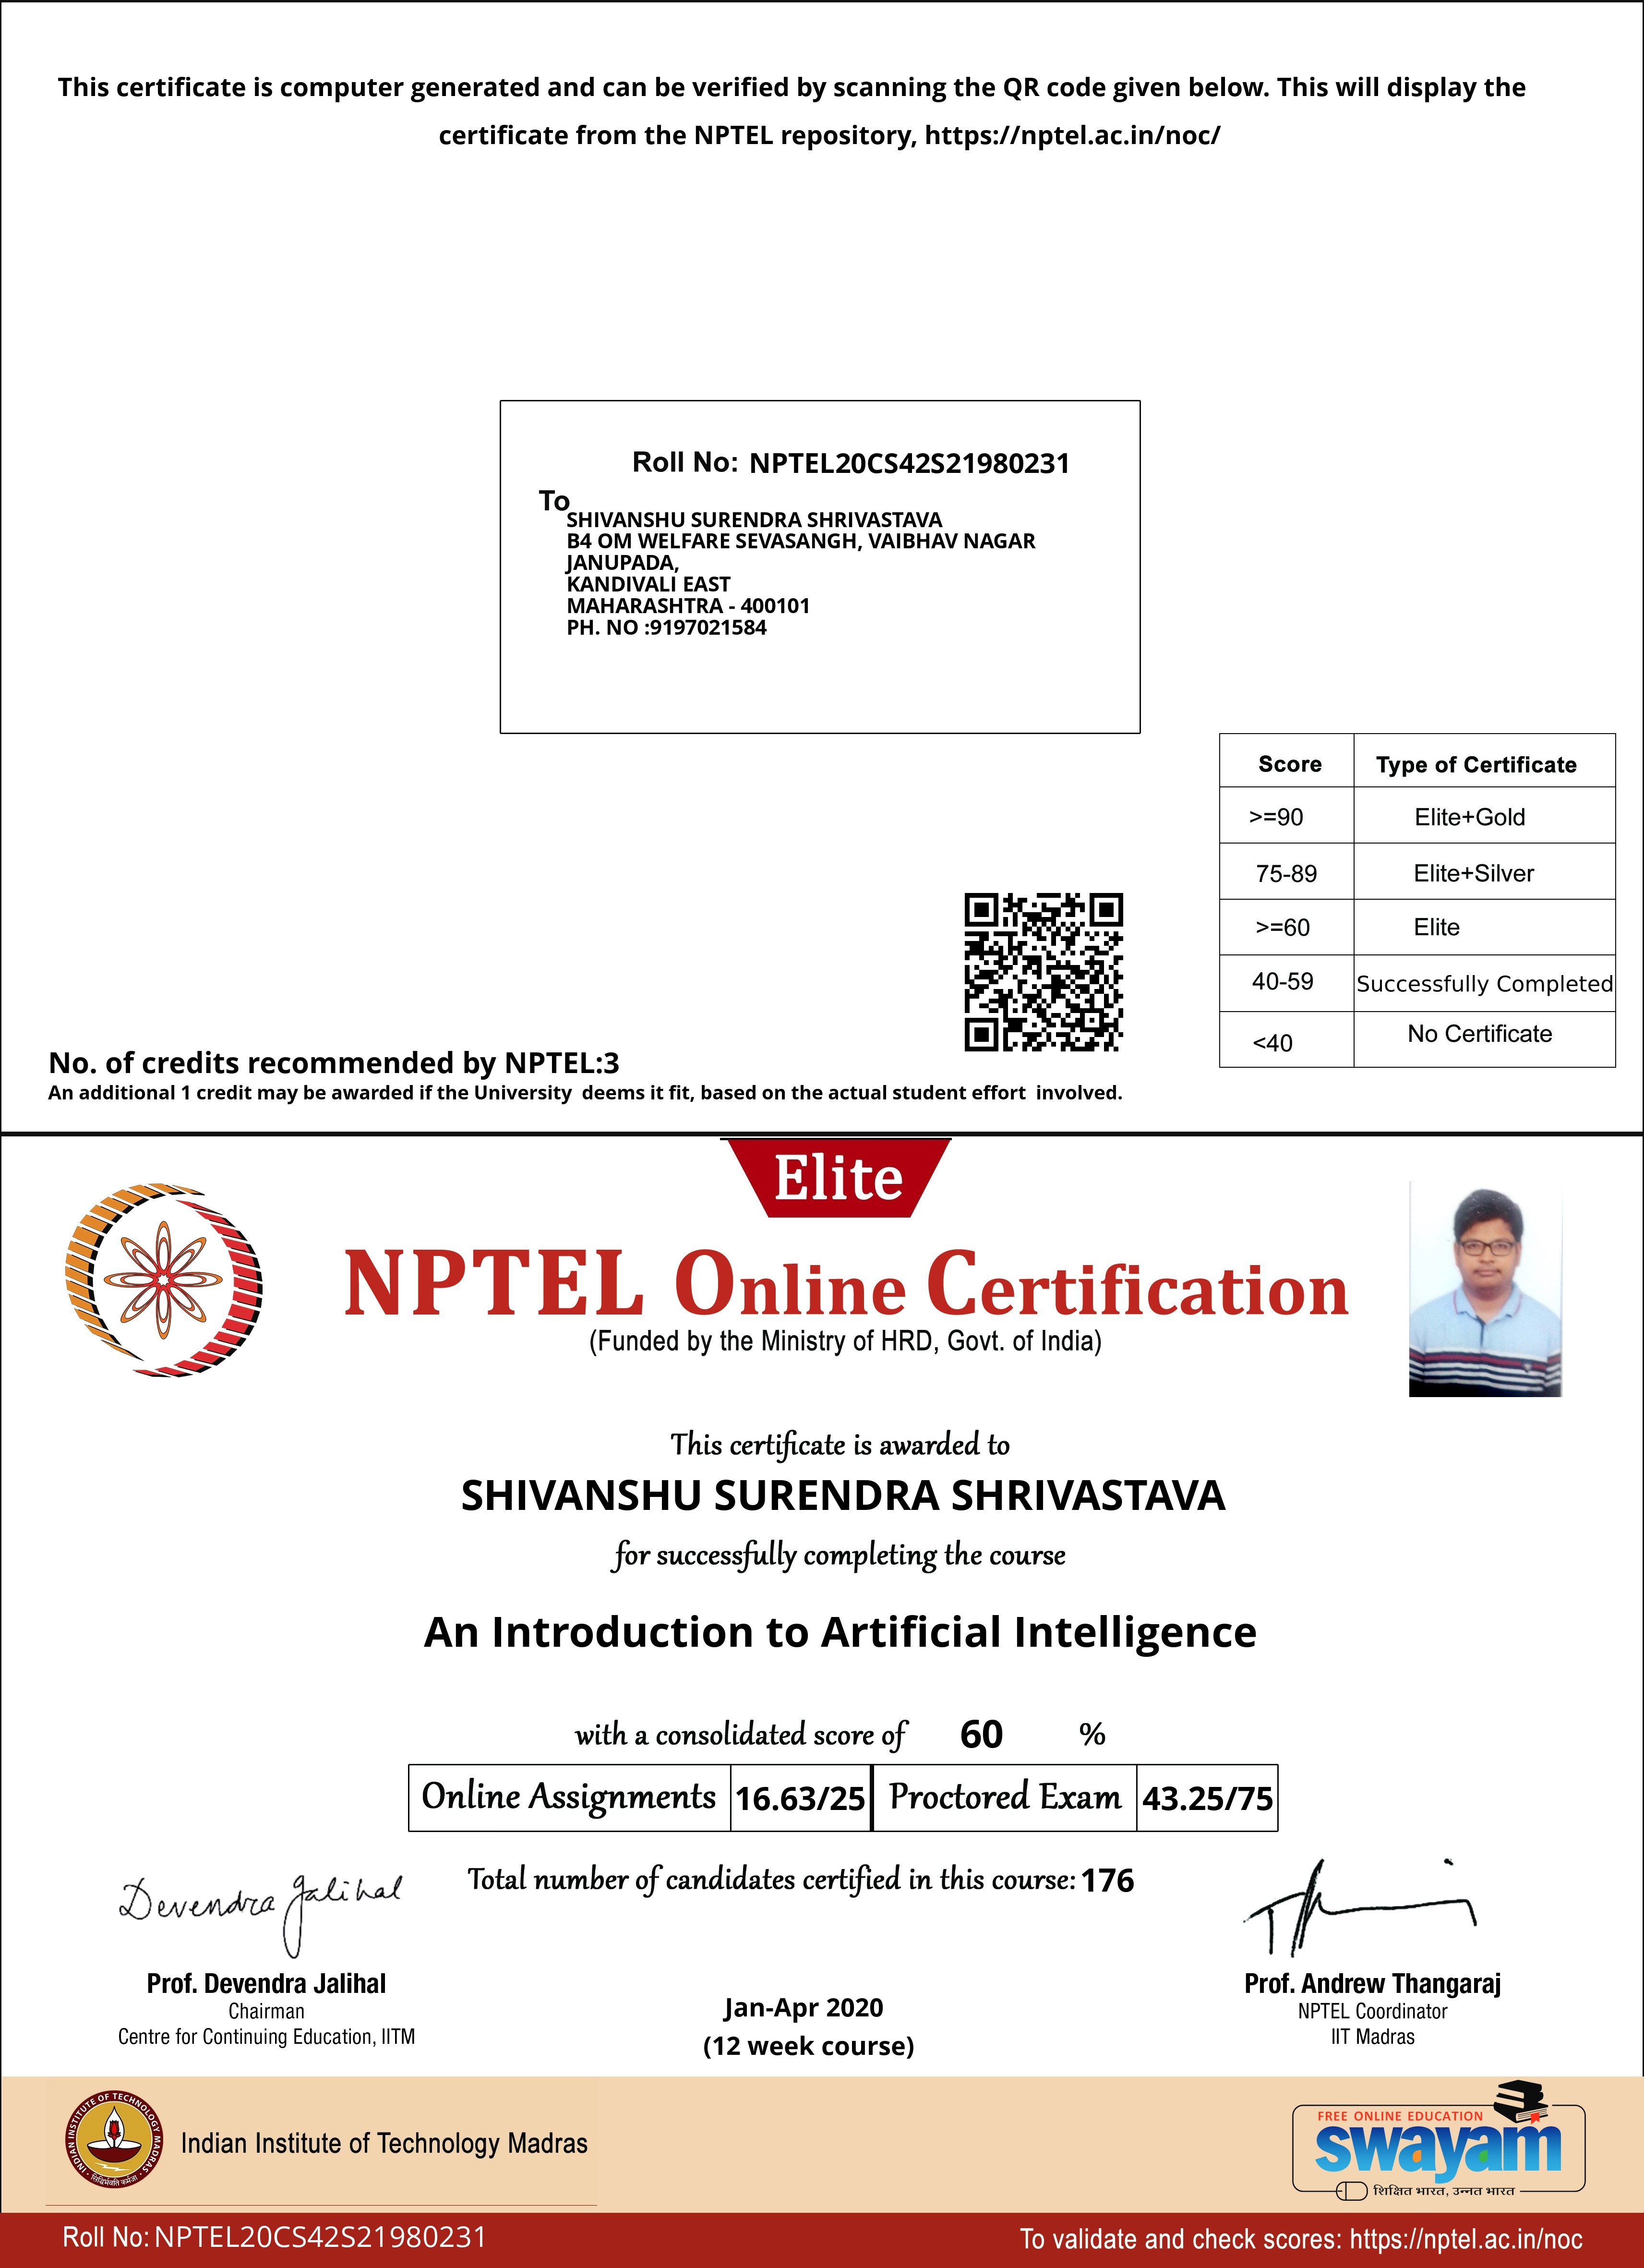 This certificate is computer generated and can be verified by scanning the QR code given below. This will display the
certificate from the NPTEL repository, https://nptel.ac.in/noc/
Roll No: NPTEL20CS42S21980231
To
SHIVANSHU SURENDRA SHRIVASTAVA
B4 OM WELFARE SEVASANGH, VAIBHAV NAGAR
JANUPADA,
KANDIVALI EAST
MAHARASHTRA - 400101
PH. NO :9197021584
Score Type of Certificate
>=90 Elite+Gold
75-89 Elite+Silver
>=60 Elite
40-59 Successfully Completed
<40 No Certificate
No. of credits recommended by NPTEL:3
An additional 1 credit may be awarded if the University deems it fit, based on the actual student effort involved.
Elite
NPTEL Online Certification
(Funded by the Ministry of HRD, Govt. of India)
This certificate is awarded to
SHIVANSHU SURENDRA SHRIVASTAVA
for successfully completing the course
An Introduction to Artificial Intelligence
with a consolidated score of 60 %
Online Assignments 16.63/25 Proctored Exam 43.25/75
Total number of candidates certified in this course: 176
Devendra Jalihal
Prof. Devendra Jalihal
Chairman
Centre for Continuing Education, IITM
Jan-Apr 2020
(12 week course)
Prof. Andrew Thangaraj
NPTEL Coordinator
IIT Madras
INDIAN INSTITUTE OF TECHNOLOGY MADRAS
सिद्धिर्भवति कर्मजा
Indian Institute of Technology Madras
FREE ONLINE EDUCATION
swayam
शिक्षित भारत, उन्नत भारत
Roll No: NPTEL20CS42S21980231
To validate and check scores: https://nptel.ac.in/noc